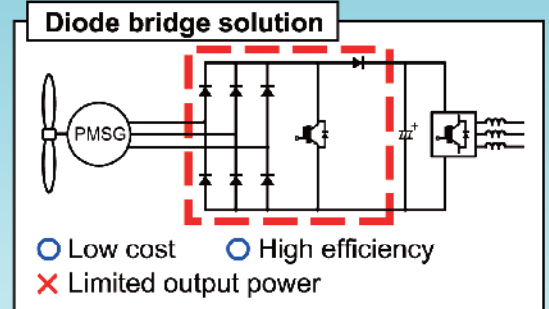 Diode bridge solution
PMSG
+
Low cost High efficiency
Limited output power